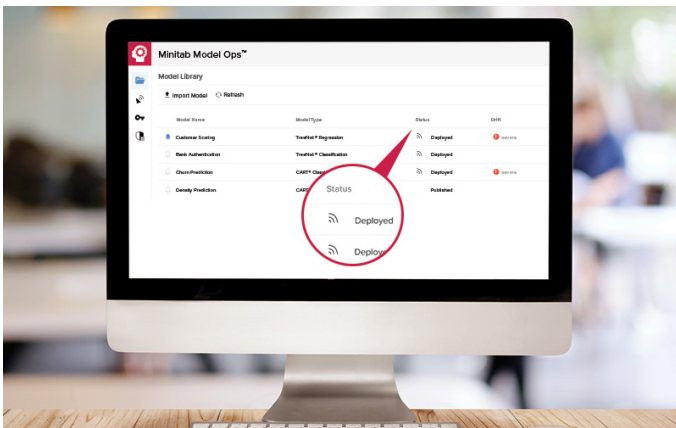 Minitab Model Ops™
Model Library
Import Model Refresh
Model Name Model Type Status Drift
Customer Scoring TreeNet® Regression Deployed
Bank Authentication TreeNet® Classification Deployed
Churn Prediction CART® Deployed
Density Prediction Published
Status
Deployed